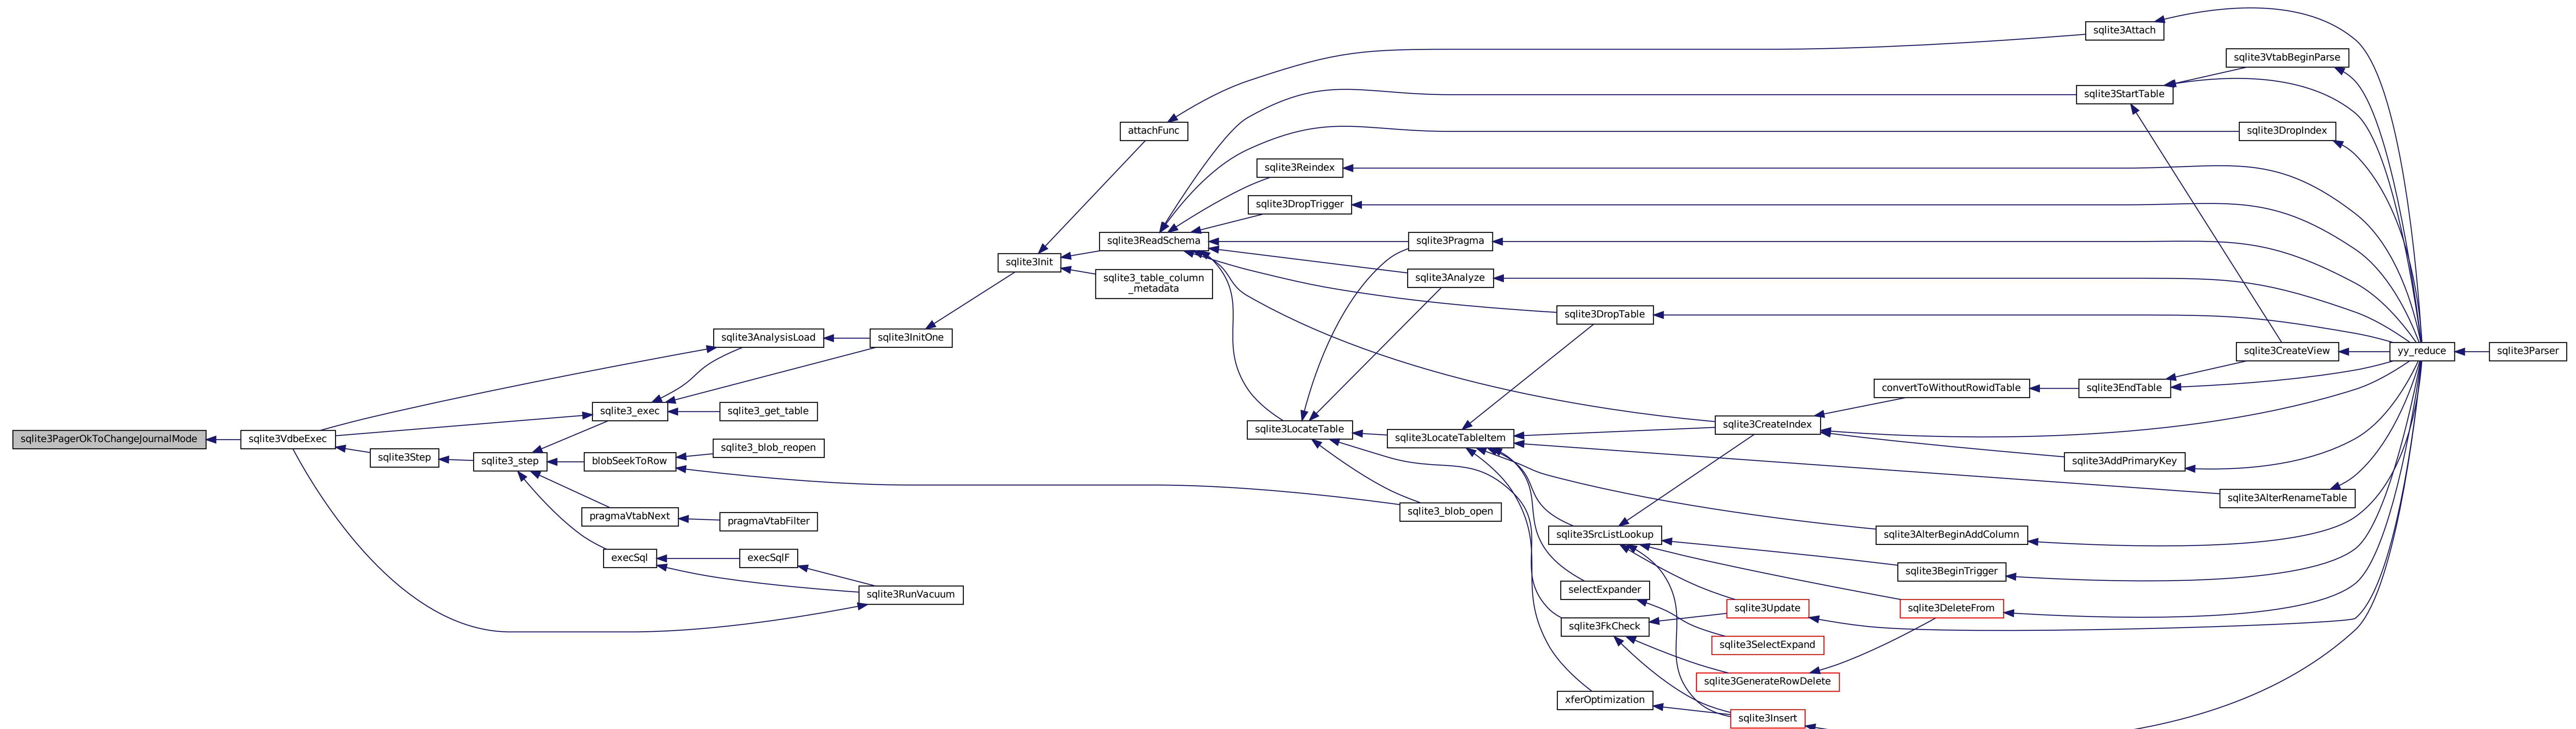 sqlite3Attach
sqlite3VtabBeginParse
sqlite3StartTable
attachFunc
sqlite3DropIndex
sqlite3Reindex
sqlite3DropTrigger
sqlite3ReadSchema
sqlite3Pragma
sqlite3Init
sqlite3_table_column
_metadata
sqlite3Analyze
sqlite3DropTable
sqlite3AnalysisLoad
sqlite3InitOne
sqlite3CreateView
yy_reduce
sqlite3Parser
convertToWithoutRowidTable
sqlite3EndTable
sqlite3_exec
sqlite3_get_table
sqlite3LocateTable
sqlite3CreateIndex
sqlite3PagerOkToChangeJournalMode
sqlite3VdbeExec
sqlite3LocateTableItem
sqlite3_blob_reopen
sqlite3Step
sqlite3_step
blobSeekToRow
sqlite3AddPrimaryKey
sqlite3AlterRenameTable
sqlite3_blob_open
pragmaVtabNext
pragmaVtabFilter
sqlite3SrcListLookup
sqlite3AlterBeginAddColumn
execSql
execSqlF
sqlite3BeginTrigger
sqlite3RunVacuum
selectExpander
sqlite3Update
sqlite3DeleteFrom
sqlite3FkCheck
sqlite3SelectExpand
sqlite3GenerateRowDelete
xferOptimization
sqlite3Insert